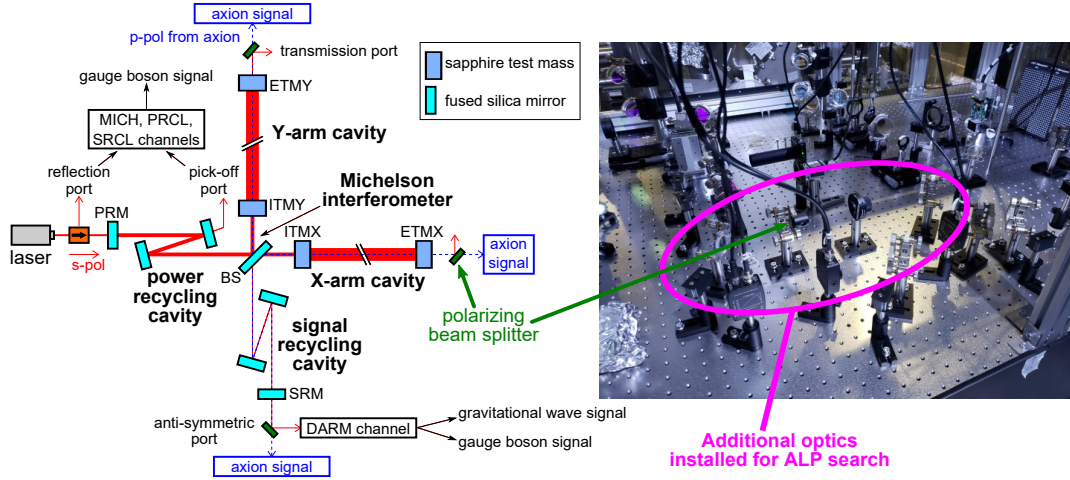 axion signal
p-pol from axion
transmission port
ETMY
sapphire test mass
fused silica mirror
gauge boson signal
MICH, PRCL,
SRCL channels
Y-arm cavity
reflection
port
pick-off
port
Michelson
interferometer
PRM
ITMY
ITMX
ETMX
laser
s-pol
BS
axion
signal
X-arm cavity
power
recycling
cavity
polarizing
beam splitter
signal
recycling
cavity
SRM
anti-symmetric
port
DARM channel
gravitational wave signal
gauge boson signal
axion signal
Additional optics
installed for ALP search